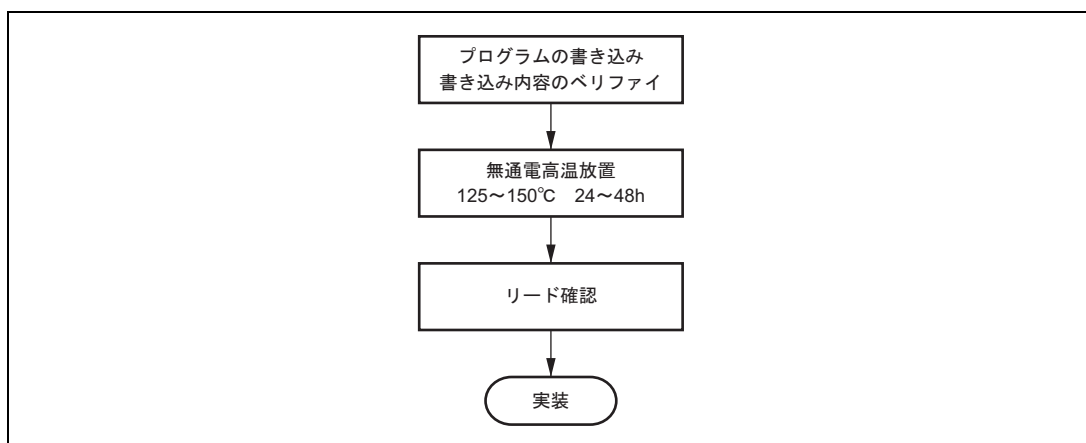 プログラムの書き込み
書き込み内容のベリファイ
無通電高温放置
125～150℃　24～48h
リード確認
実装